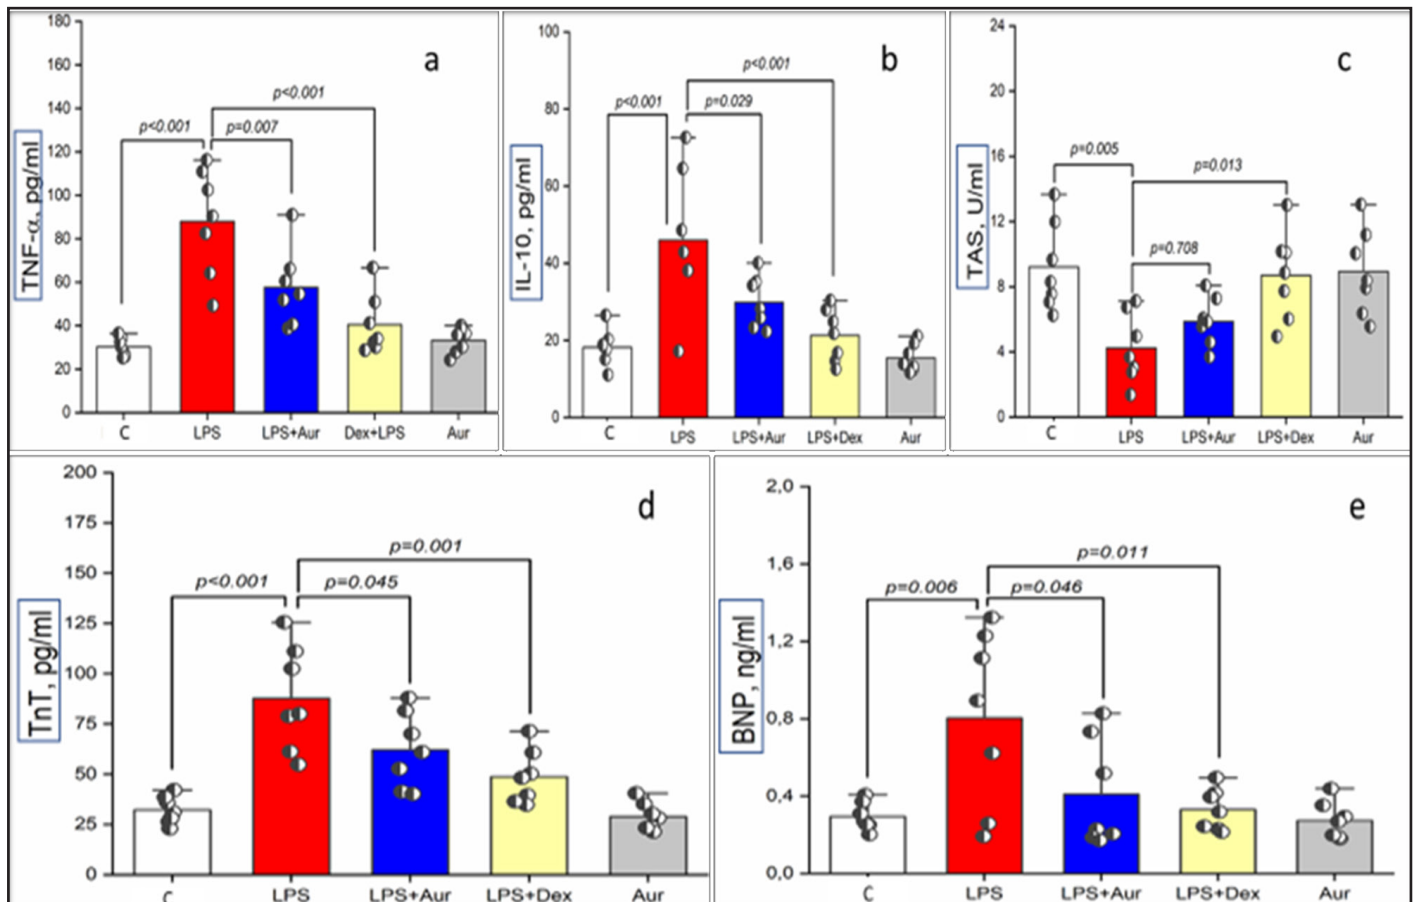 a
TNF-α, pg/ml
180
160
140
120
100
80
60
40
20
0
p<0.001
p<0.001 p=0.007
C LPS LPS+Aur Dex+LPS Aur
b
IL-10, pg/ml
100
80
60
40
20
0
p<0.001
p<0.001 p=0.029
C LPS LPS+Aur LPS+Dex Aur
c
TAS, U/ml
24
20
16
12
8
4
0
p=0.005
p=0.013
p=0.708
C LPS LPS+Aur LPS+Dex Aur
d
TnT, pg/ml
200
175
150
125
100
75
50
25
0
p=0.001
p<0.001 p=0.045
C LPS LPS+Aur LPS+Dex Aur
e
BNP, ng/ml
2,0
1,6
1,2
0,8
0,4
0,0
p=0.011
p=0.006 p=0.046
C LPS LPS+Aur LPS+Dex Aur